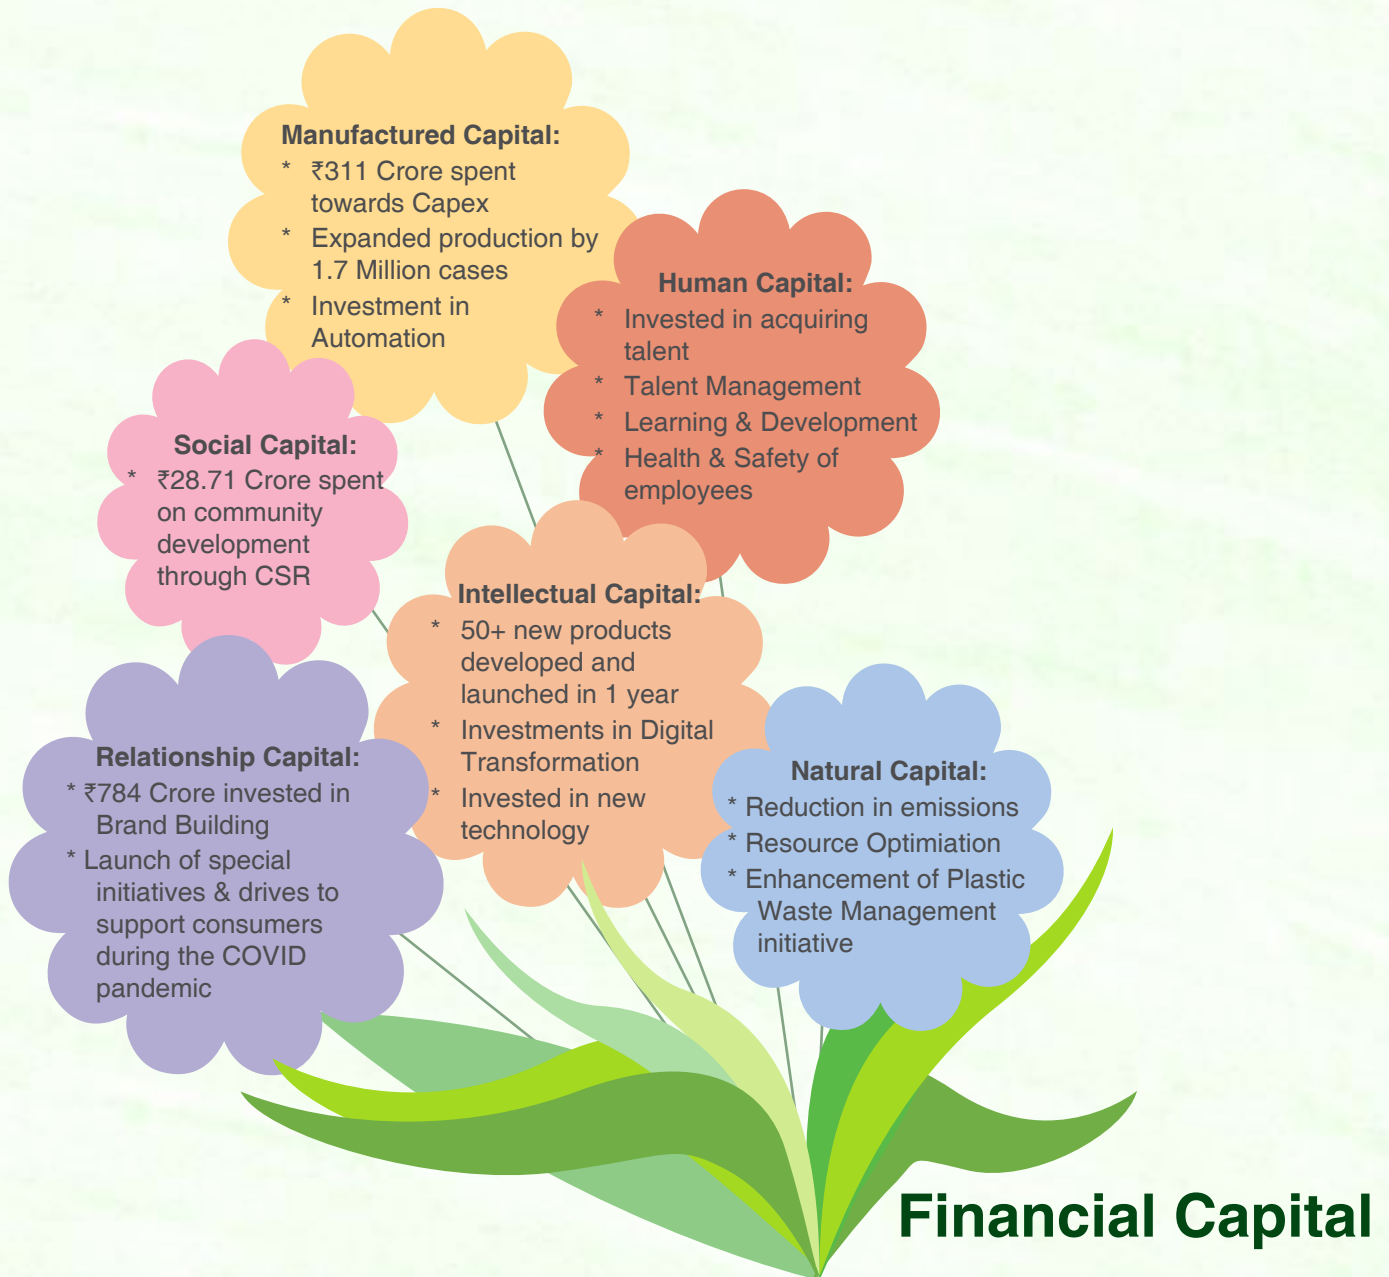 Manufactured Capital:
* ₹311 Crore spent
towards Capex
* Expanded production by
1.7 Million cases
* Investment in
Automation
Human Capital:
* Invested in acquiring
talent
* Talent Management
* Learning & Development
* Health & Safety of
employees
Social Capital:
* ₹28.71 Crore spent
on community
development
through CSR
Intellectual Capital:
* 50+ new products
developed and
launched in 1 year
* Investments in Digital
Transformation
* Invested in new
technology
Relationship Capital:
* ₹784 Crore invested in
Brand Building
* Launch of special
initiatives & drives to
support consumers
during the COVID
pandemic
Natural Capital:
* Reduction in emissions
* Resource Optimiation
* Enhancement of Plastic
Waste Management
initiative
Financial Capital